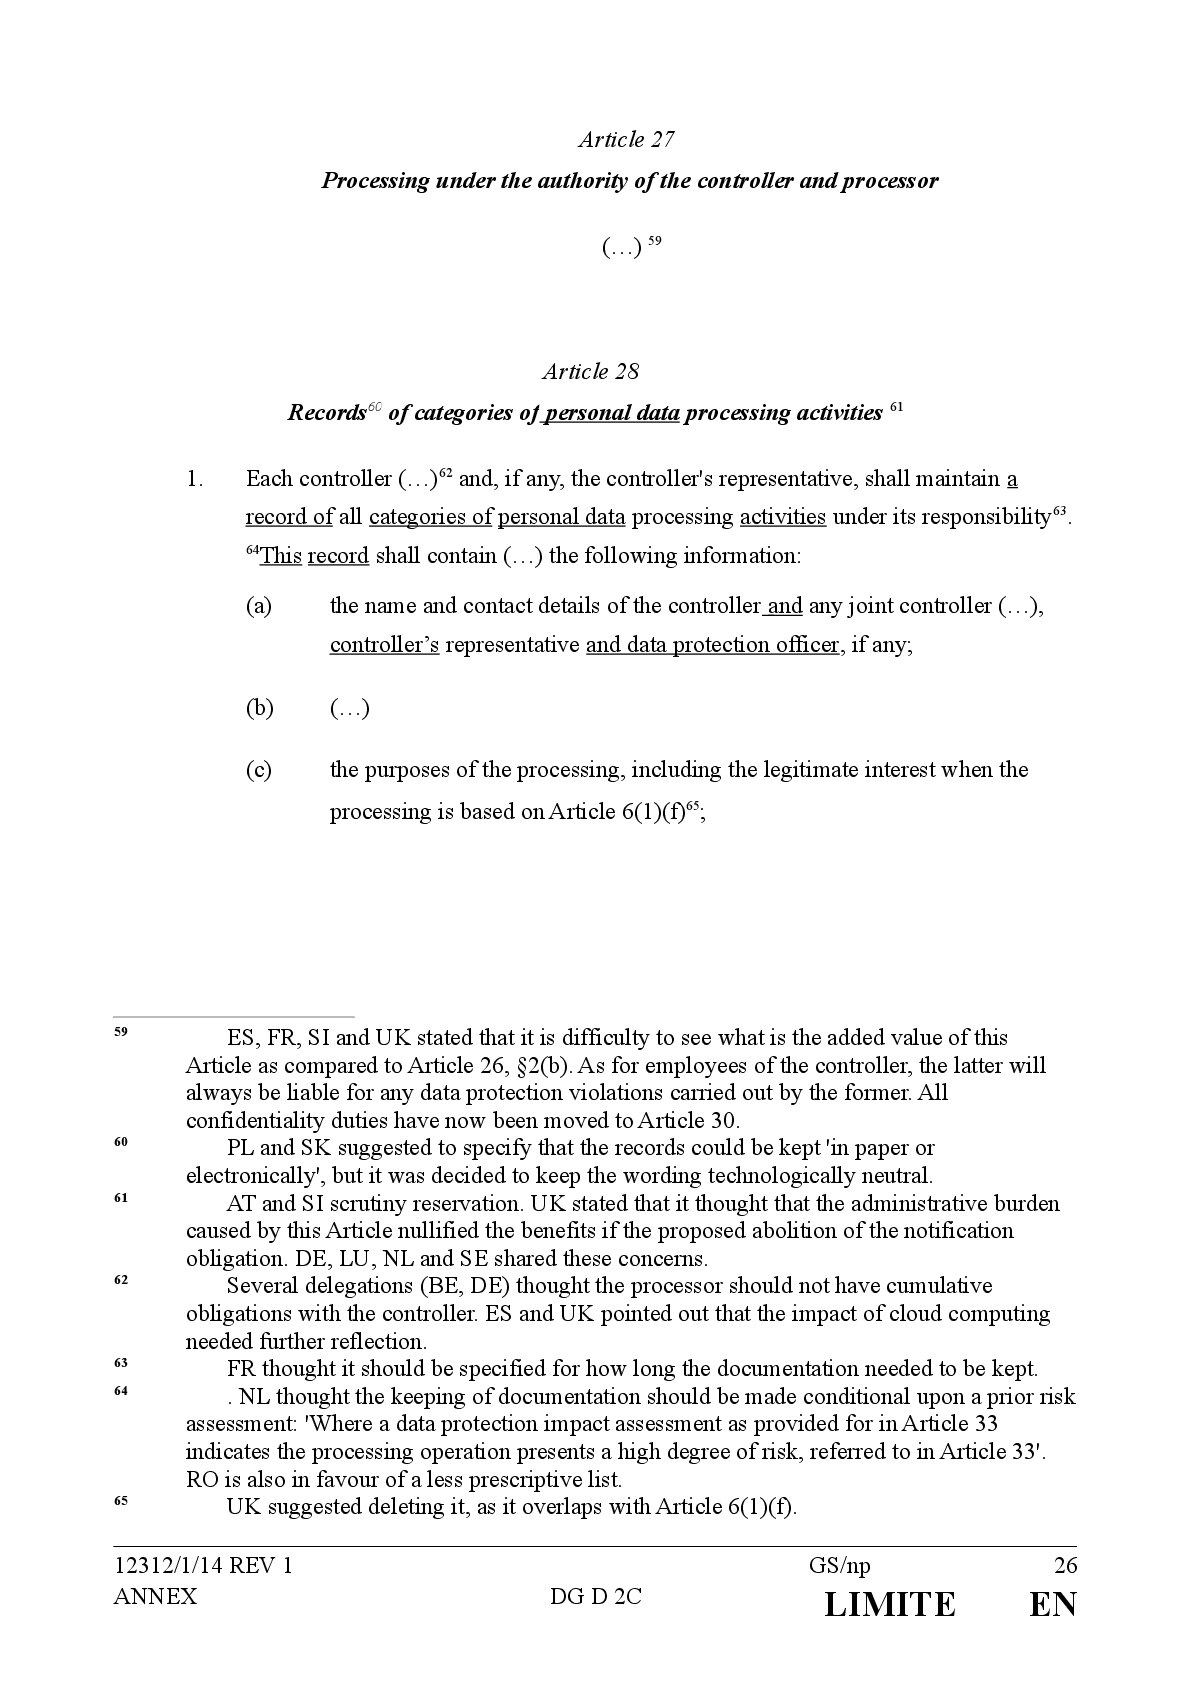 Article 27
Processing under the authority of the controller and processor
(…) 59
Article 28
Records60 of categories of personal data processing activities 61
1. Each controller (…)62 and, if any, the controller's representative, shall maintain a
record of all categories of personal data processing activities under its responsibility63.
64This record shall contain (…) the following information:
(a) the name and contact details of the controller and any joint controller (…),
controller’s representative and data protection officer, if any;
(b) (…)
(c) the purposes of the processing, including the legitimate interest when the
processing is based on Article 6(1)(f)65;
59 ES, FR, SI and UK stated that it is difficulty to see what is the added value of this
Article as compared to Article 26, §2(b). As for employees of the controller, the latter will
always be liable for any data protection violations carried out by the former. All
confidentiality duties have now been moved to Article 30.
60 PL and SK suggested to specify that the records could be kept 'in paper or
electronically', but it was decided to keep the wording technologically neutral.
61 AT and SI scrutiny reservation. UK stated that it thought that the administrative burden
caused by this Article nullified the benefits if the proposed abolition of the notification
obligation. DE, LU, NL and SE shared these concerns.
62 Several delegations (BE, DE) thought the processor should not have cumulative
obligations with the controller. ES and UK pointed out that the impact of cloud computing
needed further reflection.
63 FR thought it should be specified for how long the documentation needed to be kept.
64 . NL thought the keeping of documentation should be made conditional upon a prior risk
assessment: 'Where a data protection impact assessment as provided for in Article 33
indicates the processing operation presents a high degree of risk, referred to in Article 33'.
RO is also in favour of a less prescriptive list.
65 UK suggested deleting it, as it overlaps with Article 6(1)(f).
12312/1/14 REV 1 GS/np 26
ANNEX DG D 2C LIMITE EN